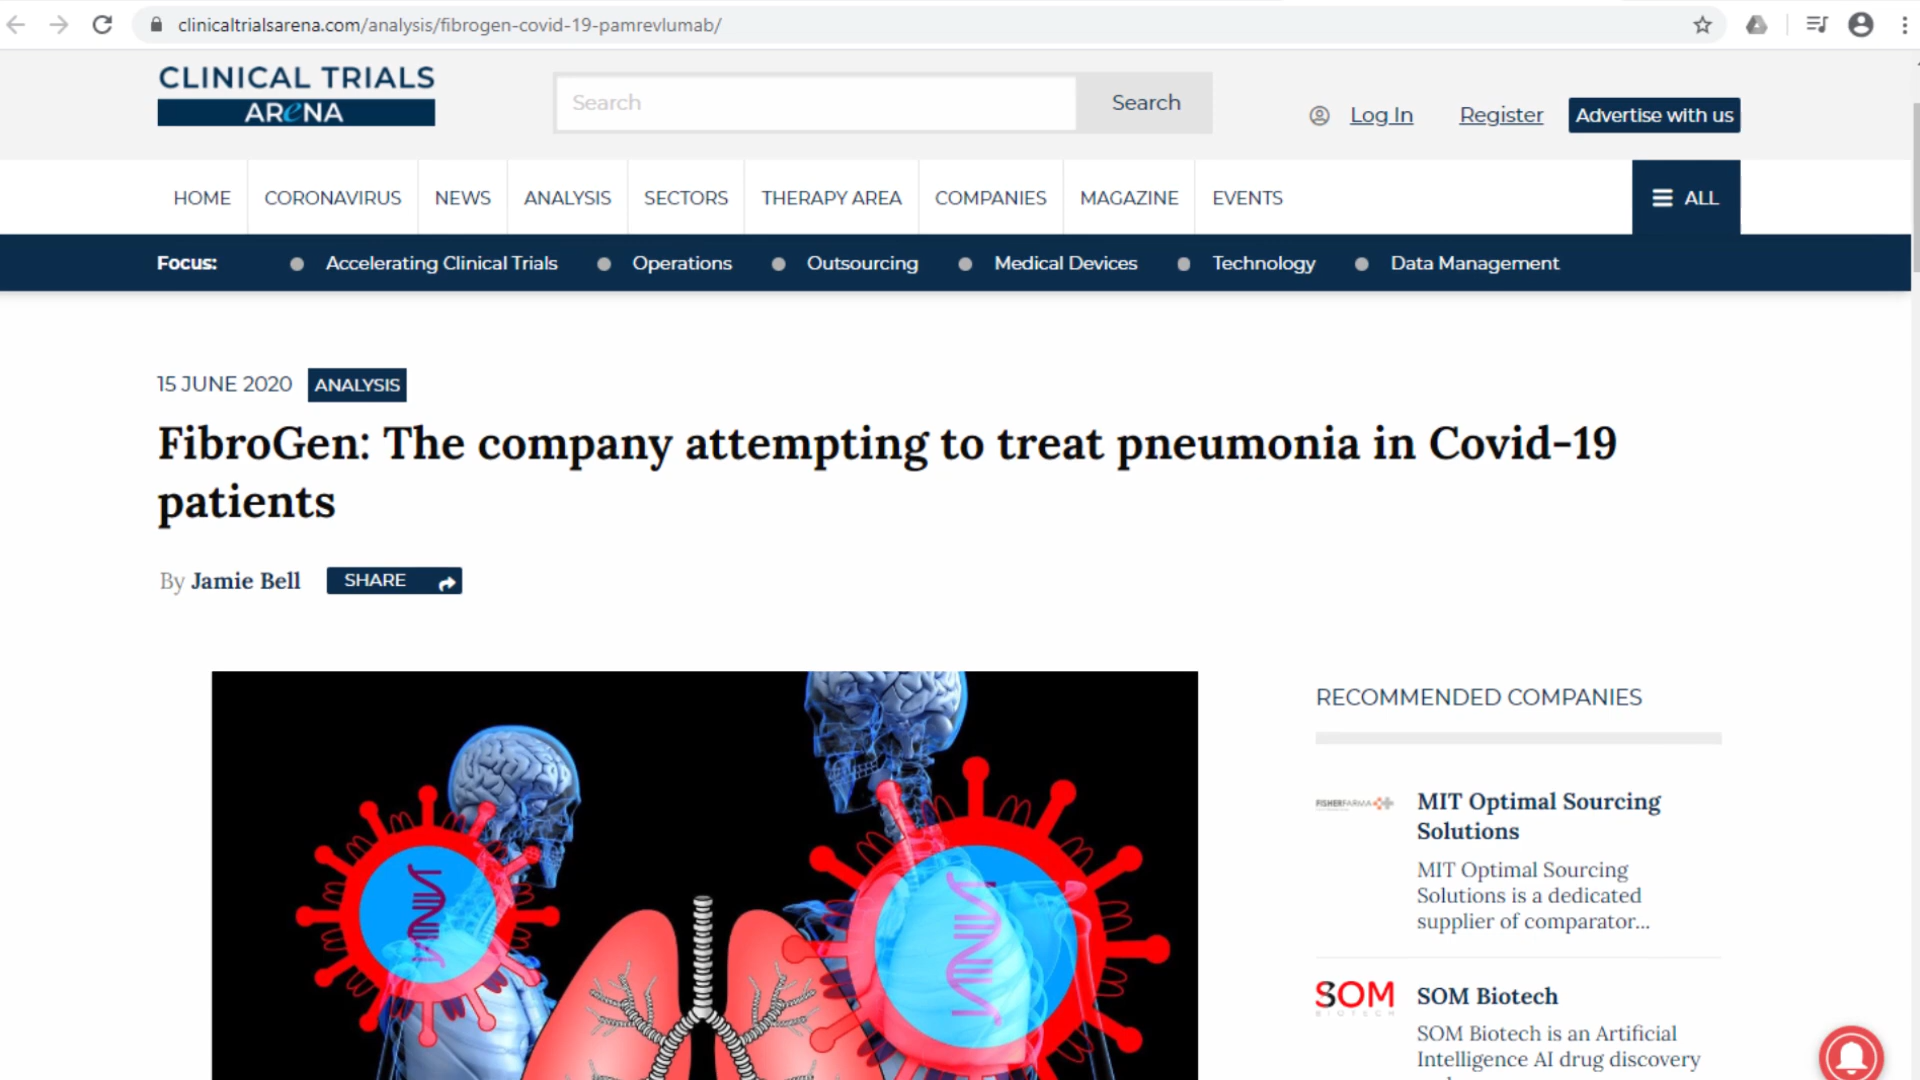 clinicaltrialsarena.com/analysis/fibrogen-covid-19-pamrevlumab/
CLINICAL TRIALS
ARENA
Search
Search
Log In
Register
Advertise with us
HOME
CORONAVIRUS
NEWS
ANALYSIS
SECTORS
THERAPY AREA
COMPANIES
MAGAZINE
EVENTS
ALL
Focus:
Accelerating Clinical Trials
Operations
Outsourcing
Medical Devices
Technology
Data Management
15 JUNE 2020
ANALYSIS
FibroGen: The company attempting to treat pneumonia in Covid-19
patients
By Jamie Bell
SHARE
RECOMMENDED COMPANIES
FISHERFARMA
MIT Optimal Sourcing
Solutions
MIT Optimal Sourcing
Solutions is a dedicated
supplier of comparator...
SOM
BIOTECH
SOM Biotech
SOM Biotech is an Artificial
Intelligence AI drug discovery